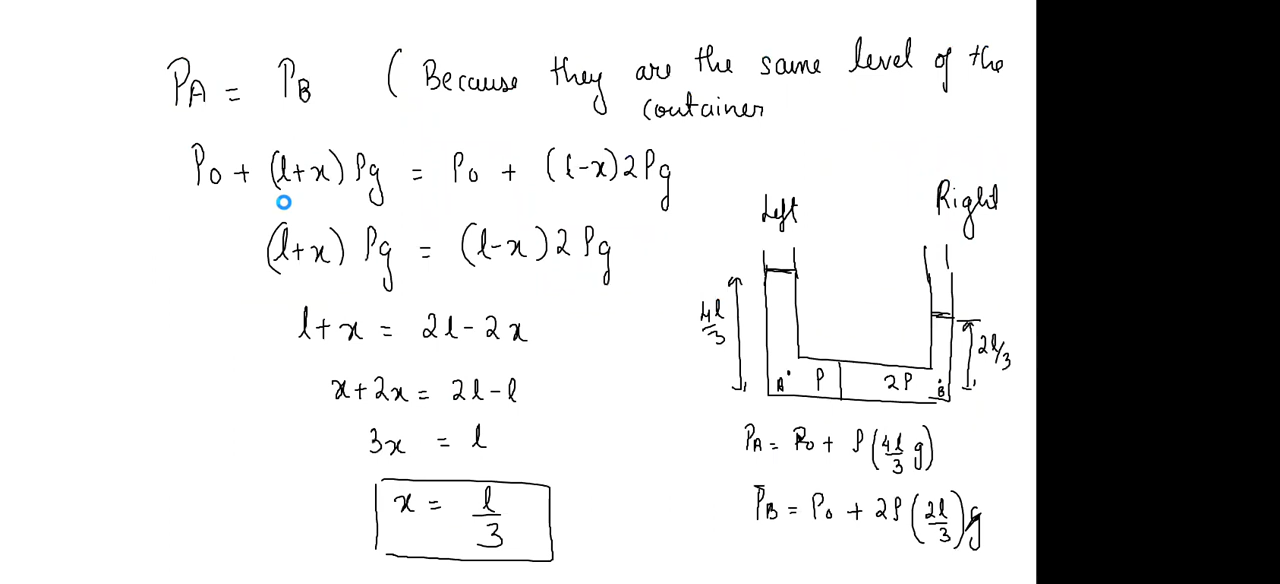 PA = PB ( Because they are the same level of the
container
P0 + (l+x) ρg = P0 + (l-x) 2ρg
(l+x) ρg = (l-x) 2 ρg
l+x = 2l - 2x
x+2x = 2l - l
3x = l
x = l/3
Left
Right
4l/3
2l/3
A
ρ
2ρ
B
PA = P0 + ρ(4l/3 g)
PB = P0 + 2ρ(2l/3)g